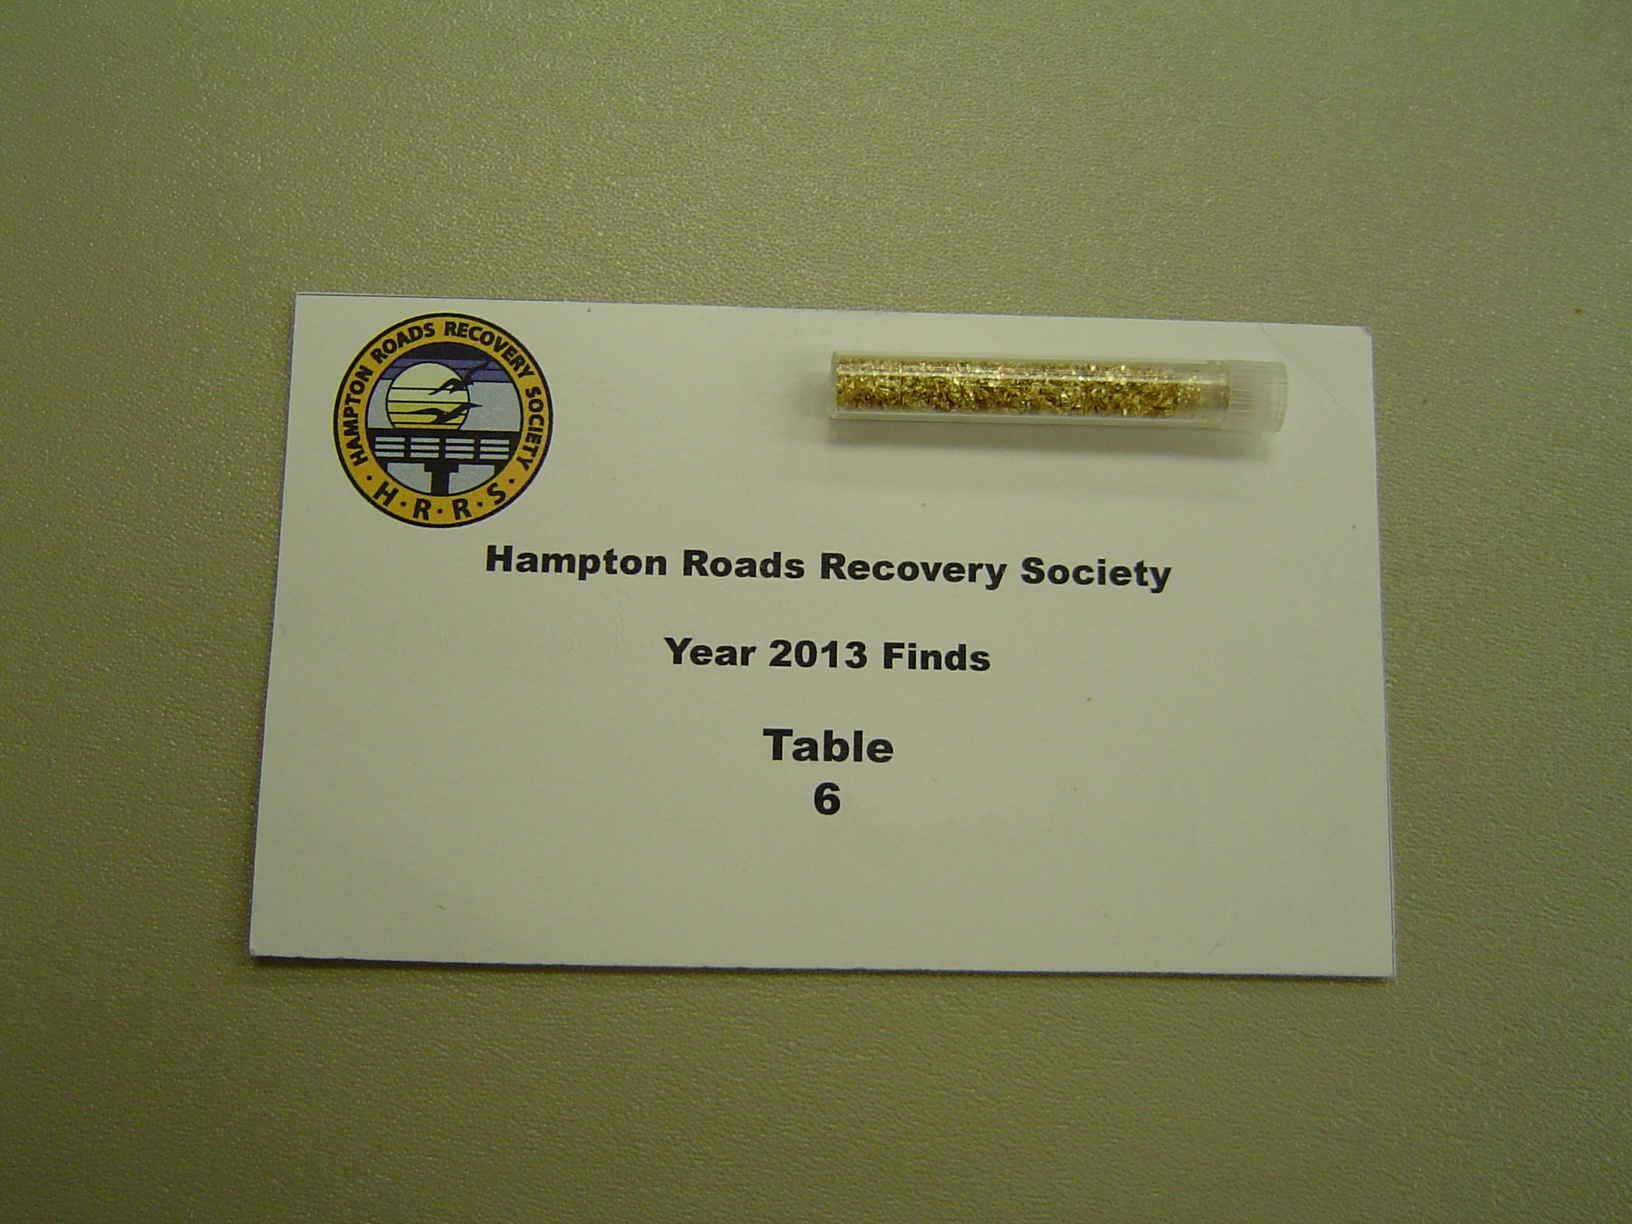 HAMPTON ROADS RECOVERY SOCIETY
· H · R · R · S ·
Hampton Roads Recovery Society
Year 2013 Finds
Table
6